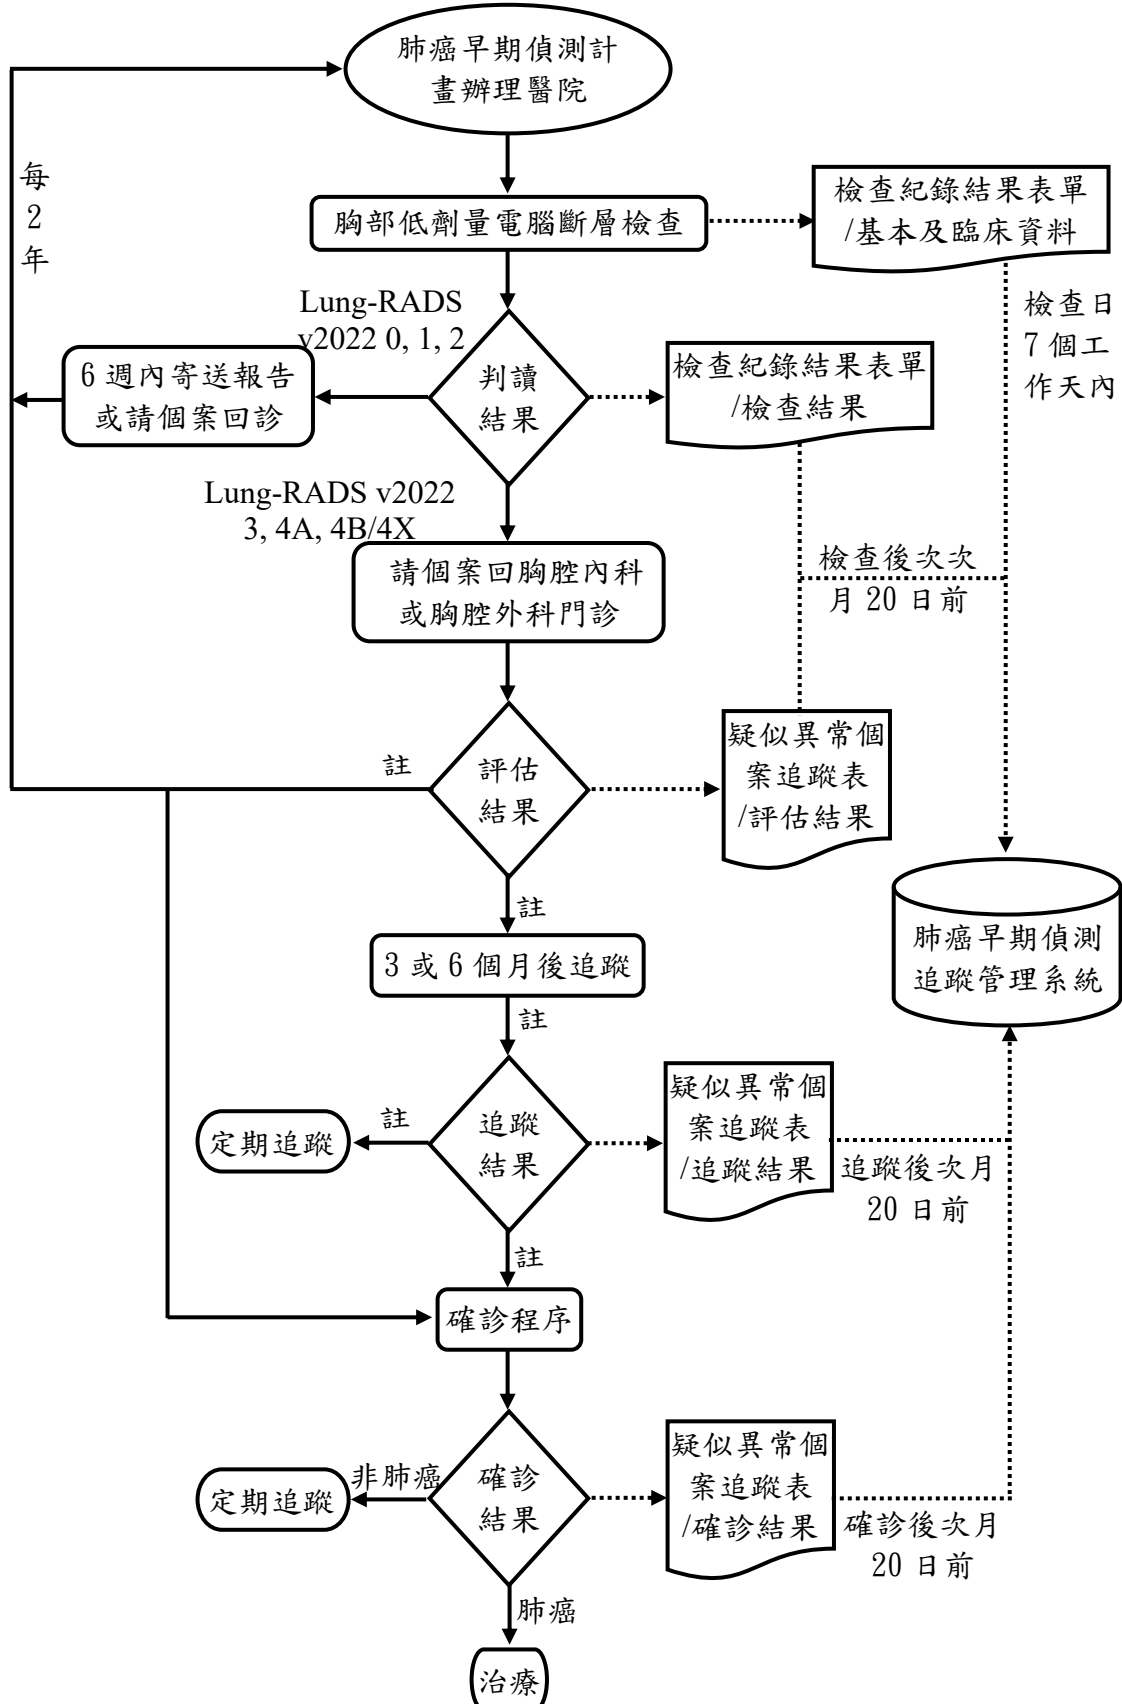 肺癌早期偵測計
畫辦理醫院
每
2
年
胸部低劑量電腦斷層檢查
檢查紀錄結果表單
/基本及臨床資料
Lung-RADS
v2022 0, 1, 2
檢查日
7 個工
作天內
6 週內寄送報告
或請個案回診
判讀
結果
檢查紀錄結果表單
/檢查結果
Lung-RADS v2022
3, 4A, 4B/4X
請個案回胸腔內科
或胸腔外科門診
檢查後次次
月 20 日前
註
評估
結果
疑似異常個
案追蹤表
/評估結果
註
3 或 6 個月後追蹤
肺癌早期偵測
追蹤管理系統
註
定期追蹤
註
追蹤
結果
疑似異常個
案追蹤表
/追蹤結果
追蹤後次月
20 日前
註
確診程序
定期追蹤
非肺癌
確診
結果
疑似異常個
案追蹤表
/確診結果
確診後次月
20 日前
肺癌
治療